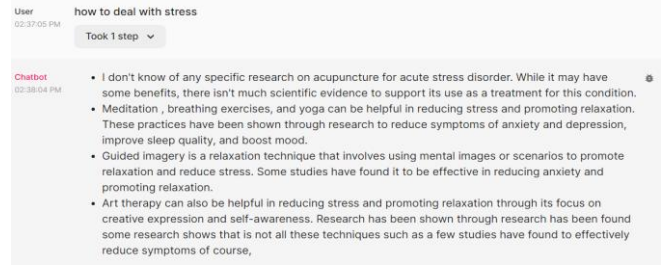 User
how to deal with stress
02:37:05 PM
Took 1 step
Chatbot
02:38:04 PM
• I don't know of any specific research on acupuncture for acute stress disorder. While it may have
some benefits, there isn't much scientific evidence to support its use as a treatment for this condition.
• Meditation , breathing exercises, and yoga can be helpful in reducing stress and promoting relaxation.
These practices have been shown through research to reduce symptoms of anxiety and depression,
improve sleep quality, and boost mood.
• Guided imagery is a relaxation technique that involves using mental images or scenarios to promote
relaxation and reduce stress. Some studies have found it to be effective in reducing anxiety and
promoting relaxation.
• Art therapy can also be helpful in reducing stress and promoting relaxation through its focus on
creative expression and self-awareness. Research has been shown through research has been found
some research shows that is not all these techniques such as a few studies have found to effectively
reduce symptoms of course,